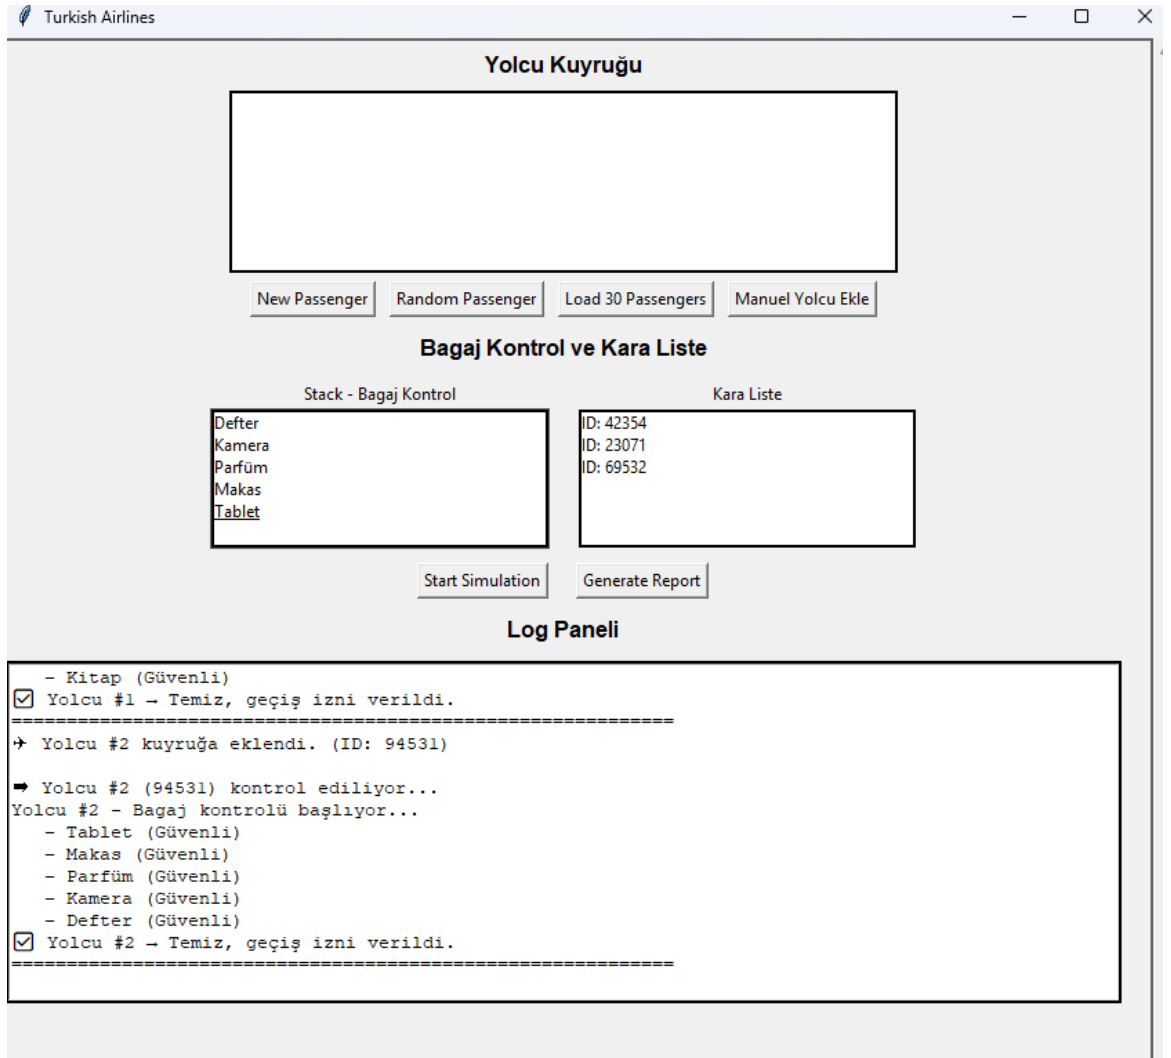 Turkish Airlines
Yolcu Kuyruğu
New Passenger Random Passenger Load 30 Passengers Manuel Yolcu Ekle
Bagaj Kontrol ve Kara Liste
Stack - Bagaj Kontrol
Defter
Kamera
Parfüm
Makas
Tablet
Kara Liste
ID: 42354
ID: 23071
ID: 69532
Start Simulation Generate Report
Log Paneli
- Kitap (Güvenli)
☑ Yolcu #1 → Temiz, geçiş izni verildi.
============================================================
✈ Yolcu #2 kuyruğa eklendi. (ID: 94531)
➡ Yolcu #2 (94531) kontrol ediliyor...
Yolcu #2 - Bagaj kontrolü başlıyor...
- Tablet (Güvenli)
- Makas (Güvenli)
- Parfüm (Güvenli)
- Kamera (Güvenli)
- Defter (Güvenli)
☑ Yolcu #2 → Temiz, geçiş izni verildi.
============================================================